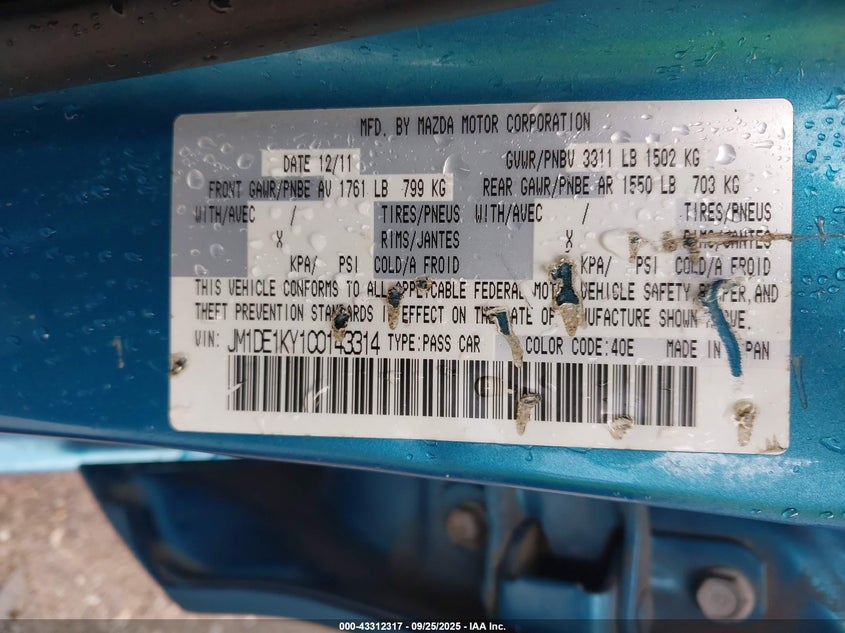 MFD. BY MAZDA MOTOR CORPORATION
DATE 12/11 GVWR/PNBV 3311 LB 1502 KG
FRONT GAWR/PNBE AV 1761 LB 799 KG REAR GAWR/PNBE AR 1550 LB 703 KG
WITH/AVEC / TIRES/PNEUS WITH/AVEC / TIRES/PNEUS
X RIMS/JANTES X RIMS/JANTES
KPA/ PSI COLD/A FROID KPA/ PSI COLD/A FROID
THIS VEHICLE CONFORMS TO ALL APPLICABLE FEDERAL VEHICLE SAFETY, AND
THEFT PREVENTION STANDARDS IN EFFECT ON THE DATE OF MANUFACTURE SHOWN
VIN: JM1DE1KY1C0143314 TYPE:PASS CAR COLOR CODE:40E MADE IN
000-43312317 - 09/25/2025 - IAA Inc.